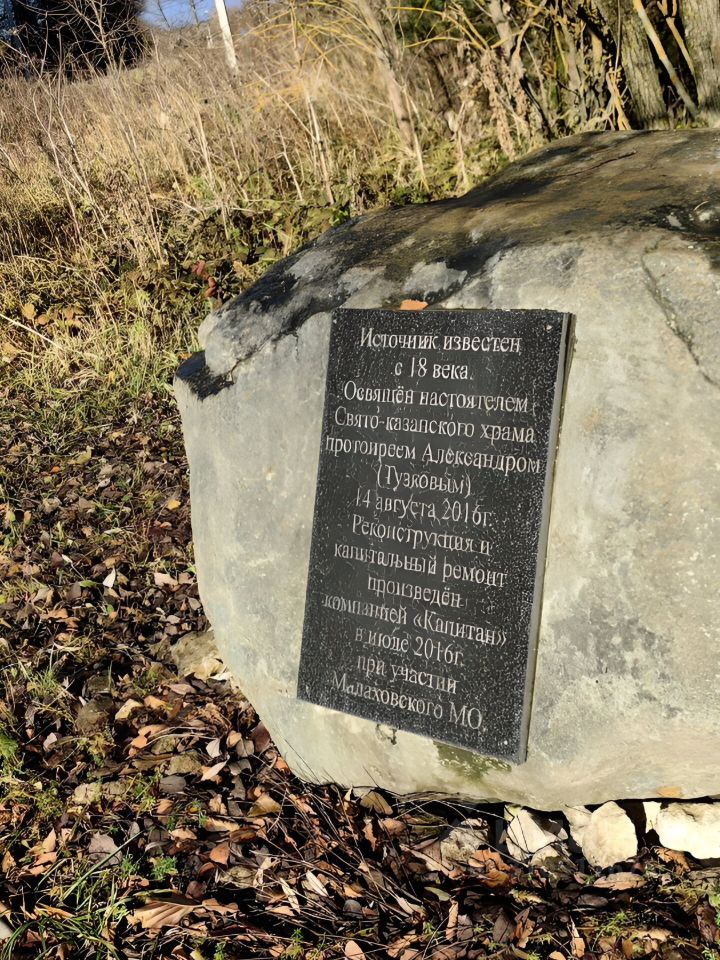 Источник известен
с 18 века.
Освящён настоятелем
Свято-казанского храма
протоиреем Александром
(Тузковым)
14 августа 2016г.
Реконструкция и
капитальный ремонт
произведён
компанией «Капитан»
в июле 2016г.
при участии
Малаховского МО.